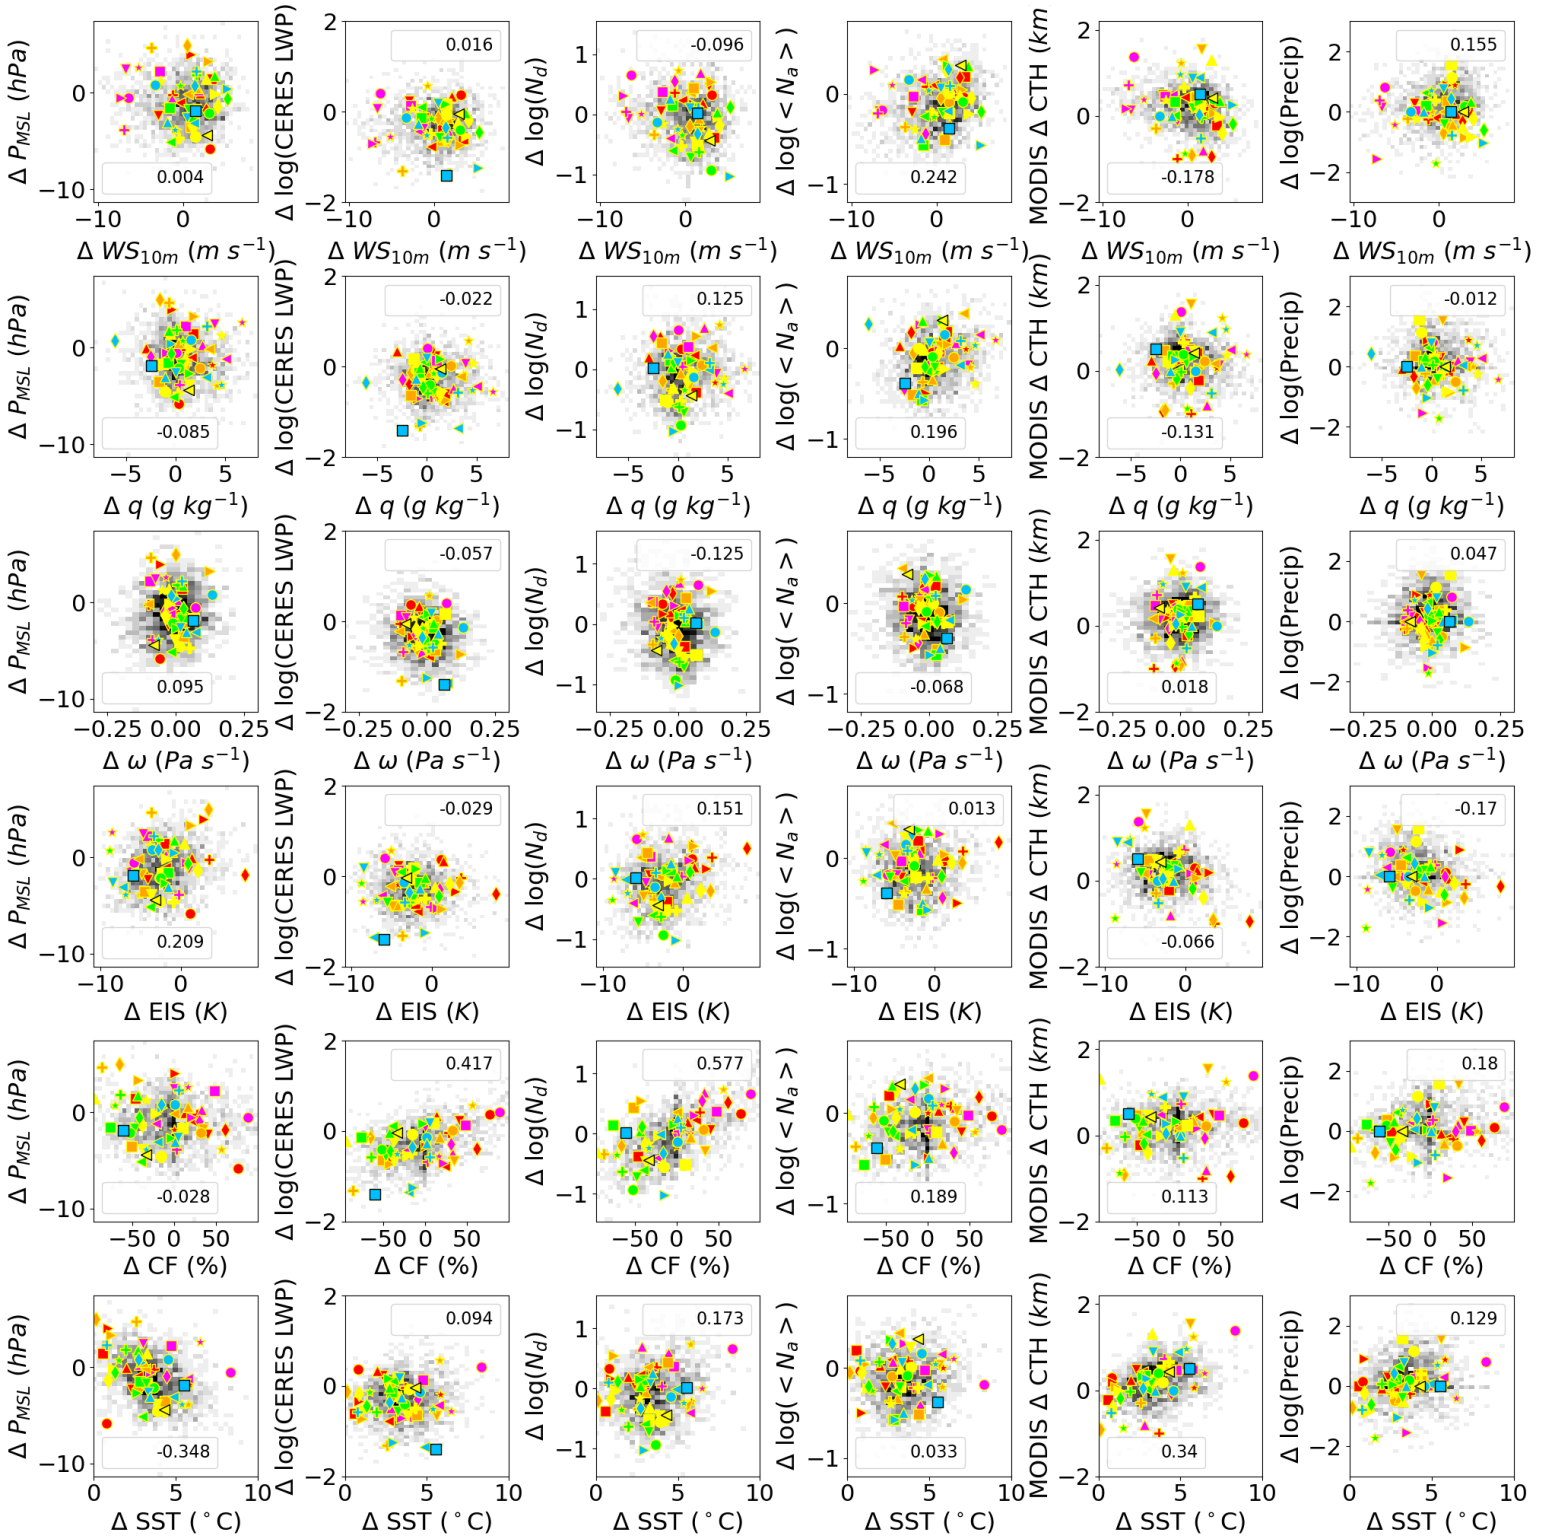 Δ P_MSL (hPa) 0 −10 0.004 −10 0 Δ WS_10m (m s⁻¹)
Δ log(CERES LWP) 2 0 −2 0.016 −10 0 Δ WS_10m (m s⁻¹)
Δ log(N_d) 1 0 −1 -0.096 −10 0 Δ WS_10m (m s⁻¹)
Δ log( < N_a > ) 0 −1 0.242 −10 0 Δ WS_10m (m s⁻¹)
MODIS Δ CTH (km 2 0 −2 -0.178 −10 0 Δ WS_10m (m s⁻¹)
Δ log(Precip) 2 0 −2 0.155 −10 0 Δ WS_10m (m s⁻¹)
Δ P_MSL (hPa) 0 −10 -0.085 −5 0 5 Δ q (g kg⁻¹)
Δ log(CERES LWP) 2 0 −2 -0.022 −5 0 5 Δ q (g kg⁻¹)
Δ log(N_d) 1 0 −1 0.125 −5 0 5 Δ q (g kg⁻¹)
Δ log( < N_a > ) 0 −1 0.196 −5 0 5 Δ q (g kg⁻¹)
MODIS Δ CTH (km) 2 0 −2 -0.131 −5 0 5 Δ q (g kg⁻¹)
Δ log(Precip) 2 0 −2 -0.012 −5 0 5 Δ q (g kg⁻¹)
Δ P_MSL (hPa) 0 −10 0.095 −0.25 0.00 0.25 Δ ω (Pa s⁻¹)
Δ log(CERES LWP) 2 0 −2 -0.057 −0.25 0.00 0.25 Δ ω (Pa s⁻¹)
Δ log(N_d) 1 0 −1 -0.125 −0.25 0.00 0.25 Δ ω (Pa s⁻¹)
Δ log( < N_a > ) 0 −1 -0.068 −0.25 0.00 0.25 Δ ω (Pa s⁻¹)
MODIS Δ CTH (km) 2 0 −2 0.018 −0.25 0.00 0.25 Δ ω (Pa s⁻¹)
Δ log(Precip) 2 0 −2 0.047 −0.25 0.00 0.25 Δ ω (Pa s⁻¹)
Δ P_MSL (hPa) 0 −10 0.209 −10 0 Δ EIS (K)
Δ log(CERES LWP) 2 0 −2 -0.029 −10 0 Δ EIS (K)
Δ log(N_d) 1 0 −1 0.151 −10 0 Δ EIS (K)
Δ log( < N_a > ) 0 −1 0.013 −10 0 Δ EIS (K)
MODIS Δ CTH (km) 2 0 −2 -0.066 −10 0 Δ EIS (K)
Δ log(Precip) 2 0 −2 -0.17 −10 0 Δ EIS (K)
Δ P_MSL (hPa) 0 −10 -0.028 −50 0 50 Δ CF (%)
Δ log(CERES LWP) 2 0 −2 0.417 −50 0 50 Δ CF (%)
Δ log(N_d) 1 0 −1 0.577 −50 0 50 Δ CF (%)
Δ log( < N_a > ) 0 −1 0.189 −50 0 50 Δ CF (%)
MODIS Δ CTH (km) 2 0 −2 0.113 −50 0 50 Δ CF (%)
Δ log(Precip) 2 0 −2 0.18 −50 0 50 Δ CF (%)
Δ P_MSL (hPa) 0 −10 -0.348 0 5 10 Δ SST (°C)
Δ log(CERES LWP) 2 0 −2 0.094 0 5 10 Δ SST (°C)
Δ log(N_d) 1 0 −1 0.173 0 5 10 Δ SST (°C)
Δ log( < N_a > ) 0 −1 0.033 0 5 10 Δ SST (°C)
MODIS Δ CTH (km) 2 0 −2 0.34 0 5 10 Δ SST (°C)
Δ log(Precip) 2 0 −2 0.129 0 5 10 Δ SST (°C)